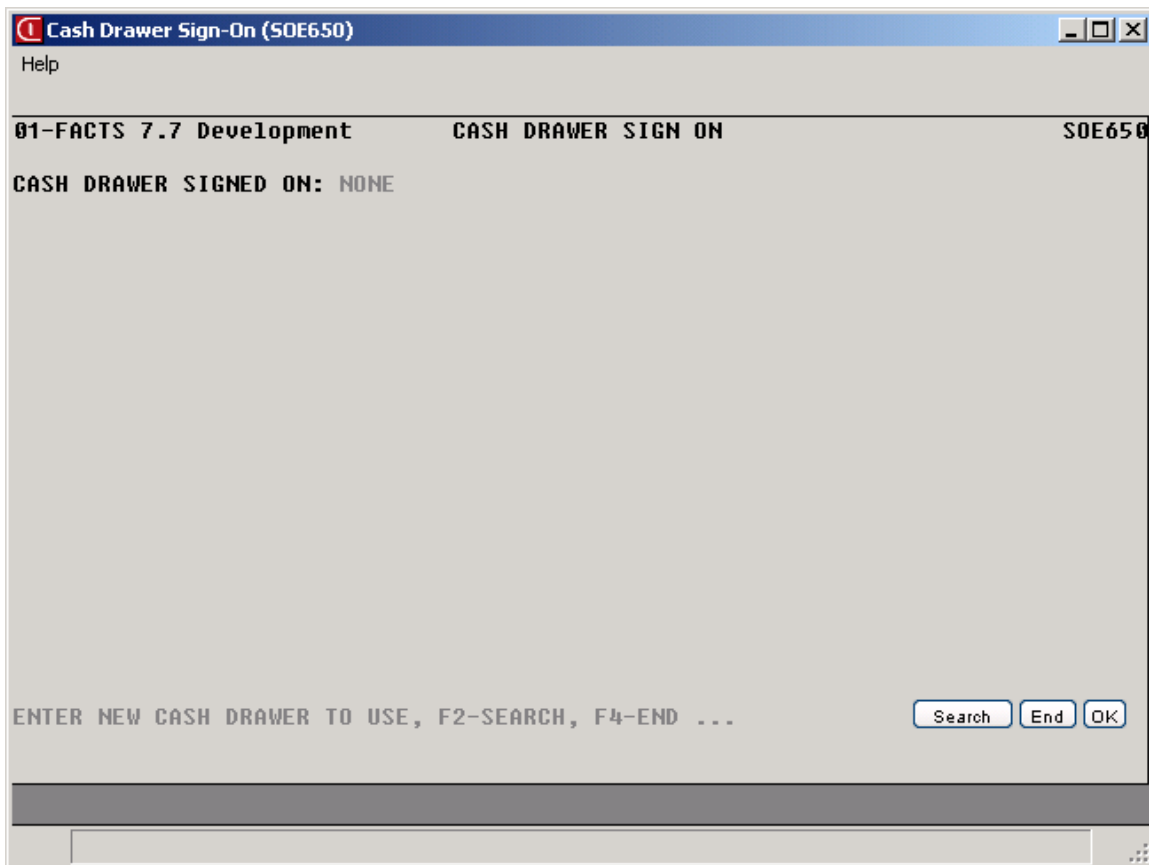 Cash Drawer Sign-On (SOE650)
Help
01-FACTS 7.7 Development CASH DRAWER SIGN ON SOE650
CASH DRAWER SIGNED ON: NONE
ENTER NEW CASH DRAWER TO USE, F2-SEARCH, F4-END ... Search End OK